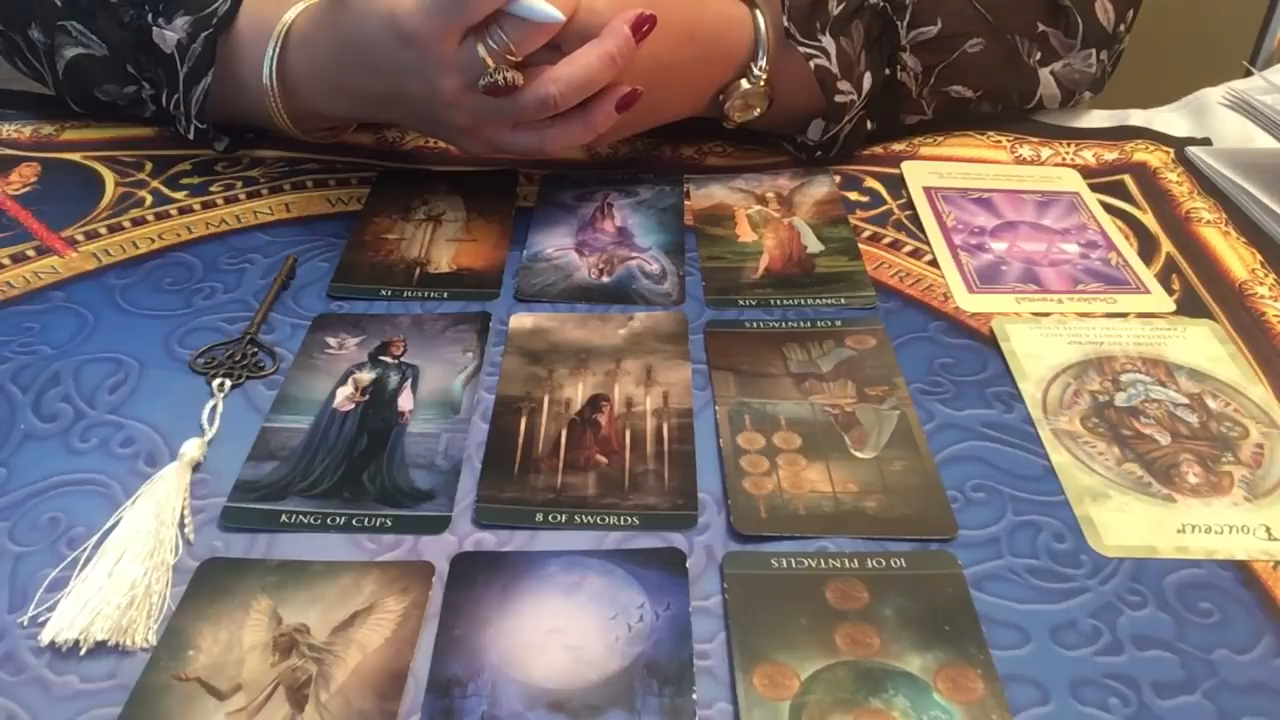 SUN JUDGEMENT WO
PRIES
XI - JUSTICE
XIV - TEMPERANCE
Chakra Frontal
KING OF CUPS
8 OF SWORDS
8 OF PENTACLES
Douceur
10 OF PENTACLES